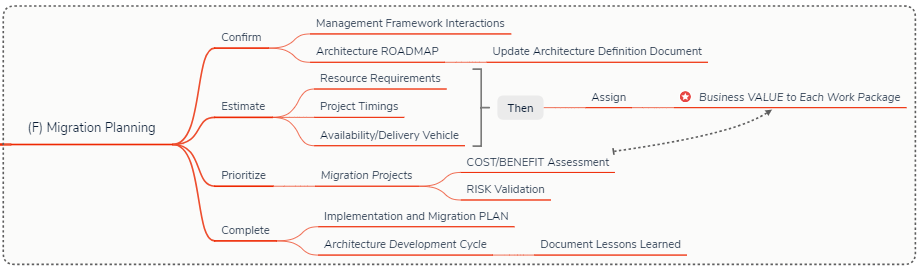 (F) Migration Planning
Confirm
Management Framework Interactions
Architecture ROADMAP
Update Architecture Definition Document
Estimate
Resource Requirements
Project Timings
Availability/Delivery Vehicle
Then
Assign
Business VALUE to Each Work Package
Prioritize
Migration Projects
COST/BENEFIT Assessment
RISK Validation
Complete
Implementation and Migration PLAN
Architecture Development Cycle
Document Lessons Learned